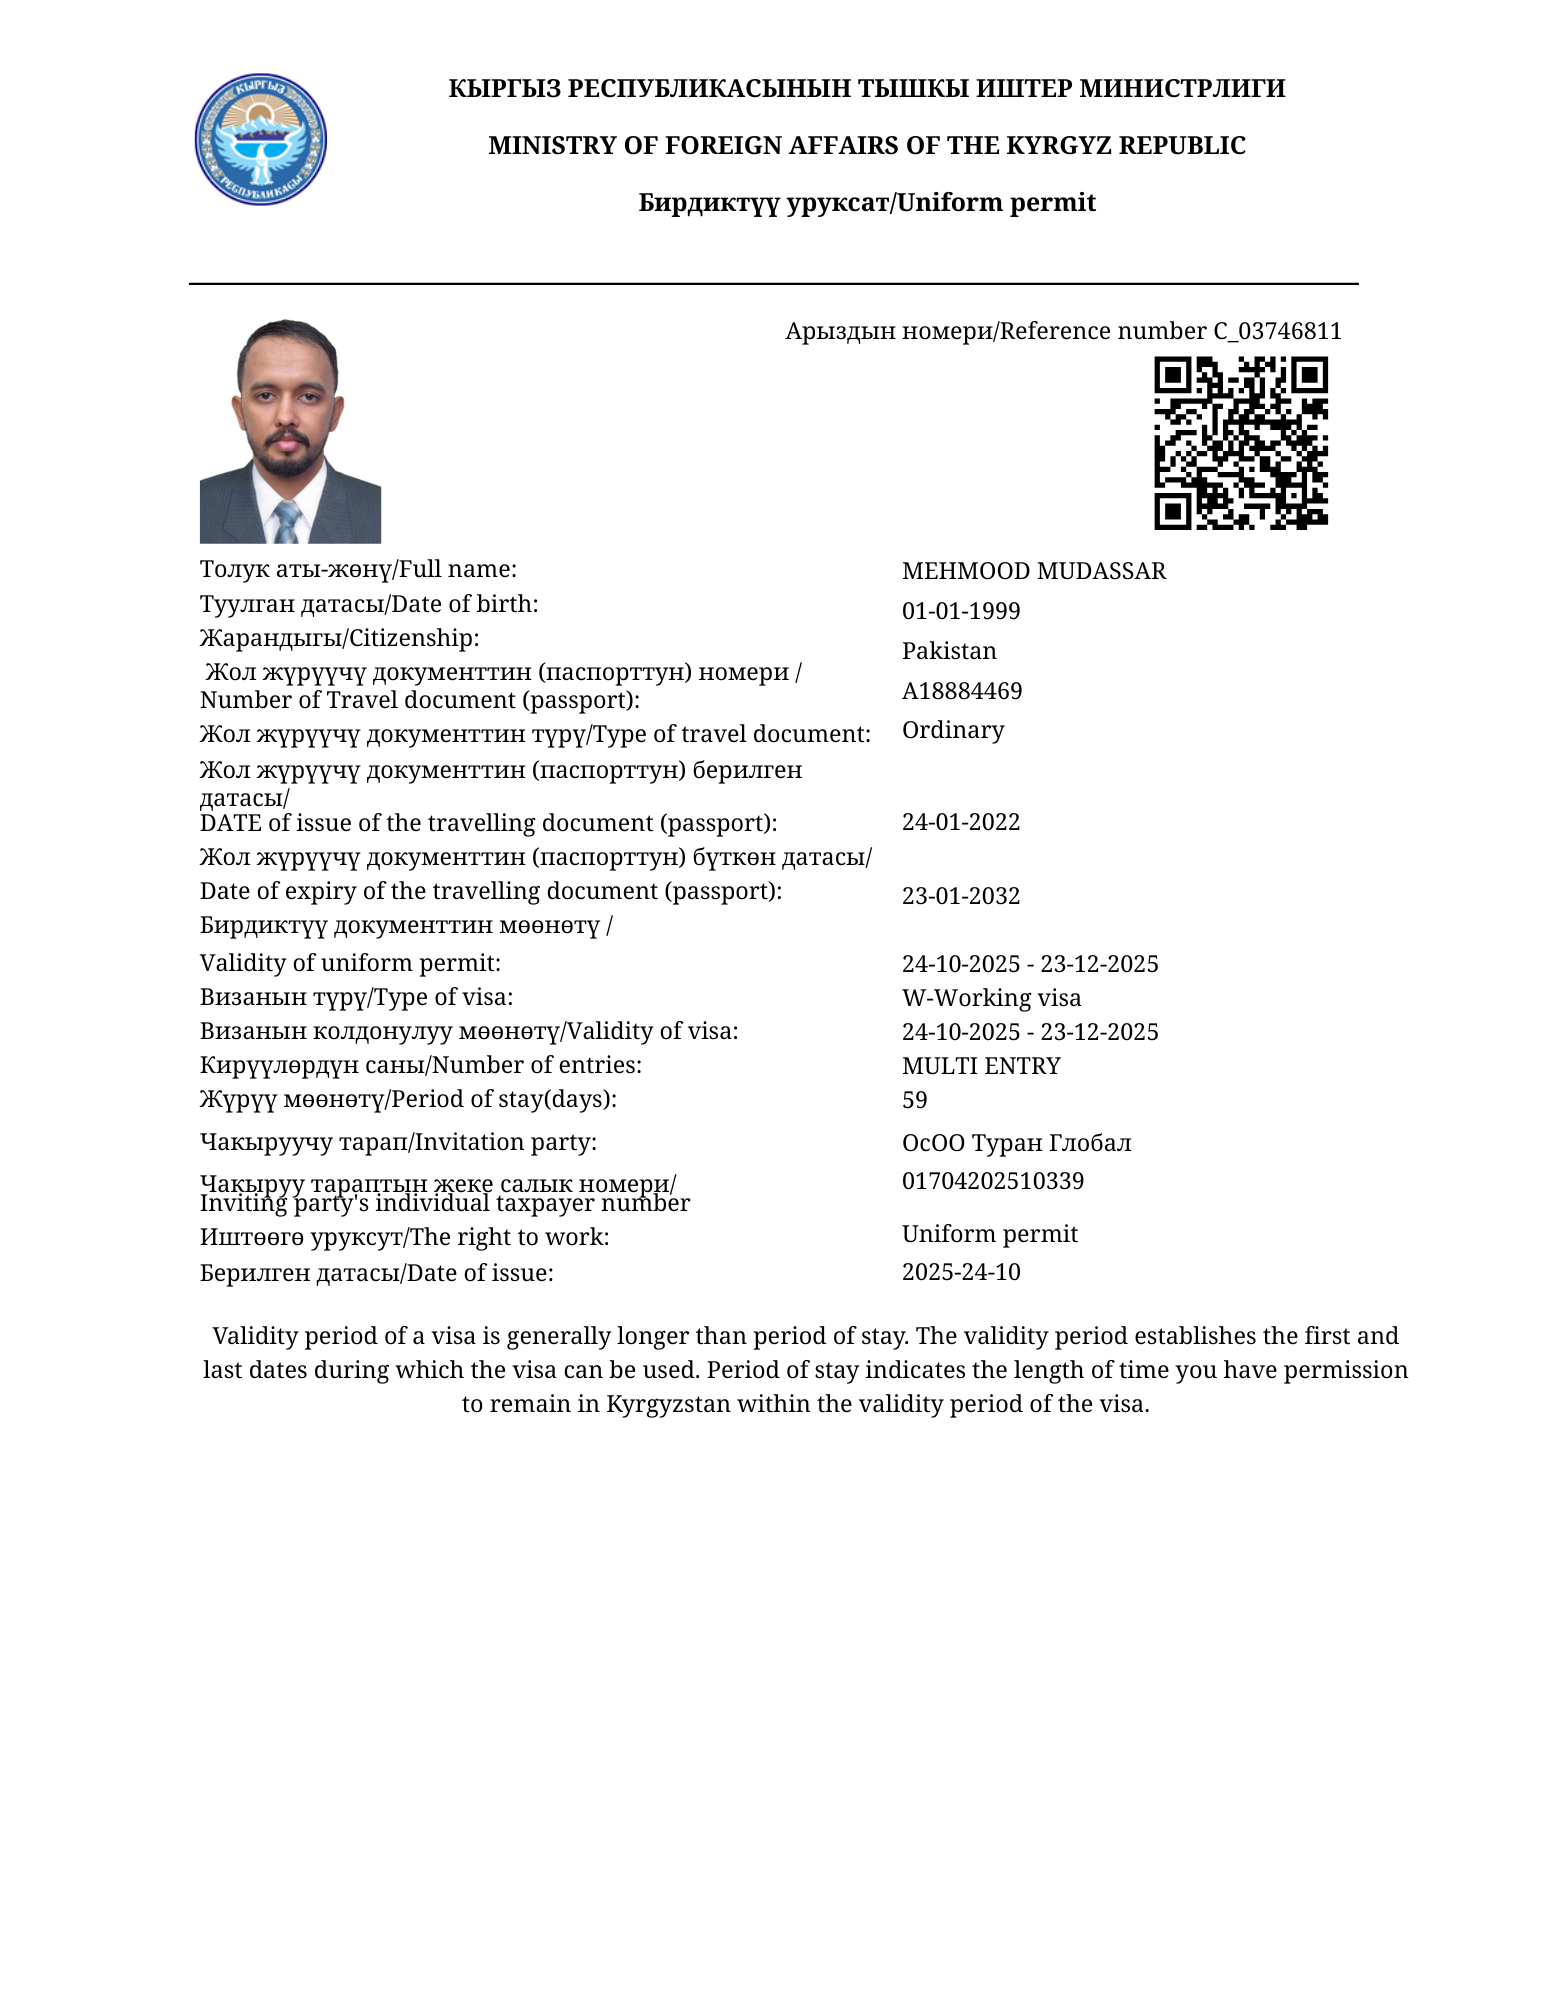 КЫРГЫЗ
РЕСПУБЛИКАСЫ
КЫРГЫЗ РЕСПУБЛИКАСЫНЫН ТЫШКЫ ИШТЕР МИНИСТРЛИГИ
MINISTRY OF FOREIGN AFFAIRS OF THE KYRGYZ REPUBLIC
Бирдиктүү уруксат/Uniform permit
Арыздын номери/Reference number C_03746811
Толук аты-жөнү/Full name: MEHMOOD MUDASSAR
Туулган датасы/Date of birth: 01-01-1999
Жарандыгы/Citizenship: Pakistan
Жол жүрүүчү документтин (паспорттун) номери /
Number of Travel document (passport): A18884469
Жол жүрүүчү документтин түрү/Type of travel document: Ordinary
Жол жүрүүчү документтин (паспорттун) берилген
датасы/
DATE of issue of the travelling document (passport): 24-01-2022
Жол жүрүүчү документтин (паспорттун) бүткөн датасы/
Date of expiry of the travelling document (passport): 23-01-2032
Бирдиктүү документтин мөөнөтү /
Validity of uniform permit: 24-10-2025 - 23-12-2025
Визанын түрү/Type of visa: W-Working visa
Визанын колдонулуу мөөнөтү/Validity of visa: 24-10-2025 - 23-12-2025
Кирүүлөрдүн саны/Number of entries: MULTI ENTRY
Жүрүү мөөнөтү/Period of stay(days): 59
Чакыруучу тарап/Invitation party: ОсОО Туран Глобал
Чакыруу тараптын жеке салык номери/ 01704202510339
Inviting party's individual taxpayer number
Иштөөгө уруксут/The right to work: Uniform permit
Берилген датасы/Date of issue: 2025-24-10
Validity period of a visa is generally longer than period of stay. The validity period establishes the first and
last dates during which the visa can be used. Period of stay indicates the length of time you have permission
to remain in Kyrgyzstan within the validity period of the visa.